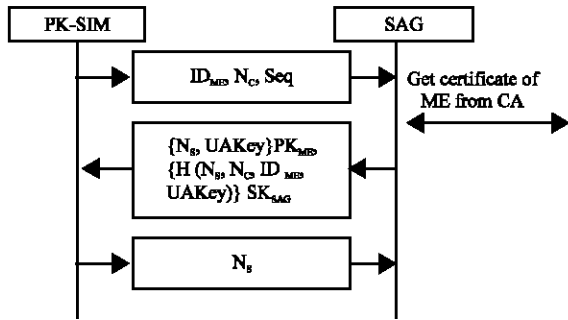 PK-SIM
SAG
ID_ME, N_C, Seq
Get certificate of
ME from CA
{N_S, UAKey}PK_ME,
{H (N_S, N_C, ID_ME,
UAKey)} SK_SAG
N_S